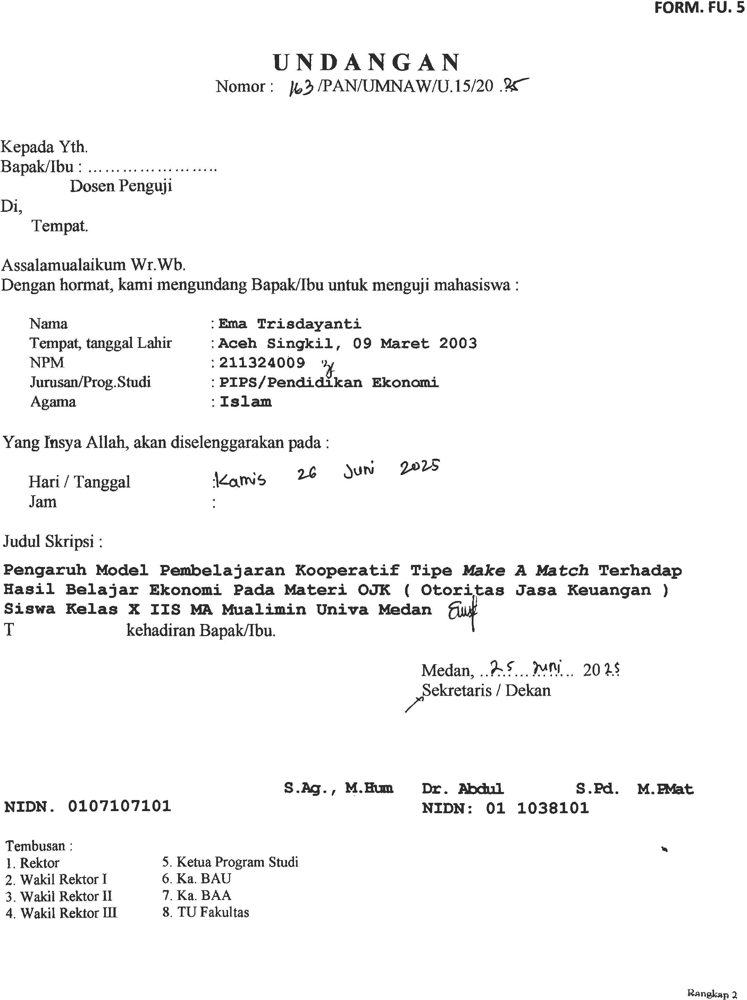 FORM. FU. 5
UNDANGAN
Nomor : 163 /PAN/UMNAW/U.15/20 25
Kepada Yth.
Bapak/Ibu : ..........................
Dosen Penguji
Di,
Tempat.
Assalamualaikum Wr.Wb.
Dengan hormat, kami mengundang Bapak/Ibu untuk menguji mahasiswa :
Nama : Ema Trisdayanti
Tempat, tanggal Lahir : Aceh Singkil, 09 Maret 2003
NPM : 211324009
Jurusan/Prog.Studi : PIPS/Pendidikan Ekonomi
Agama : Islam
Yang Insya Allah, akan diselenggarakan pada :
Hari / Tanggal : Kamis 26 Juni 2025
Jam :
Judul Skripsi :
Pengaruh Model Pembelajaran Kooperatif Tipe Make A Match Terhadap
Hasil Belajar Ekonomi Pada Materi OJK ( Otoritas Jasa Keuangan )
Siswa Kelas X IIS MA Mualimin Univa Medan
T kehadiran Bapak/Ibu.
Medan, 25 Juni 2025
Sekretaris / Dekan
S.Ag., M.Hum Dr. Abdul S.Pd. M.PMat
NIDN. 0107107101 NIDN: 01 1038101
Tembusan :
1. Rektor 5. Ketua Program Studi
2. Wakil Rektor I 6. Ka. BAU
3. Wakil Rektor II 7. Ka. BAA
4. Wakil Rektor III 8. TU Fakultas
Rangkap 2